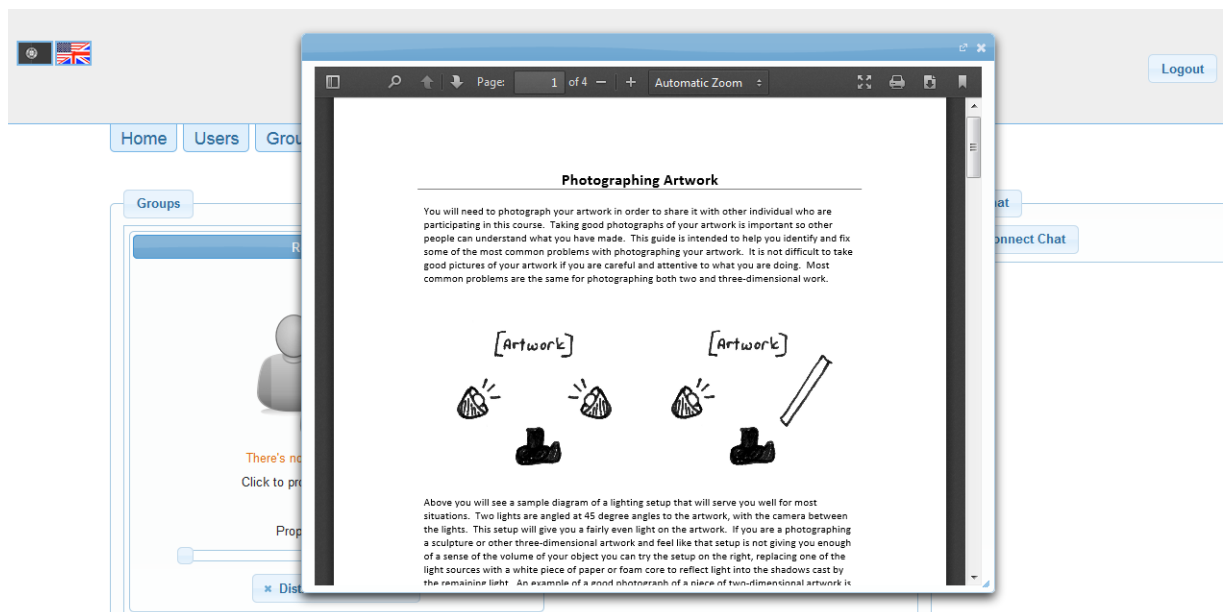 Logout
Page: 1 of 4
Automatic Zoom
Home
Users
Photographing Artwork
Groups
You will need to photograph your artwork in order to share it with other individual who are
participating in this course. Taking good photographs of your artwork is important so other
people can understand what you have made. This guide is intended to help you identify and fix
some of the most common problems with photographing your artwork. It is not difficult to take
good pictures of your artwork if you are careful and attentive to what you are doing. Most
common problems are the same for photographing both two and three-dimensional work.
Chat
[Artwork] [Artwork]
There's
Click to
Above you will see a sample diagram of a lighting setup that will serve you well for most
situations. Two lights are angled at 45 degree angles to the artwork, with the camera between
the lights. This setup will give you a fairly even light on the artwork. If you are a photographing
a sculpture or other three-dimensional artwork and feel like that setup is not giving you enough
of a sense of the volume of your object you can try the setup on the right, replacing one of the
light sources with a white piece of paper or foam core to reflect light into the shadows cast by
the remaining light. An example of a good photograph of a piece of two-dimensional artwork is